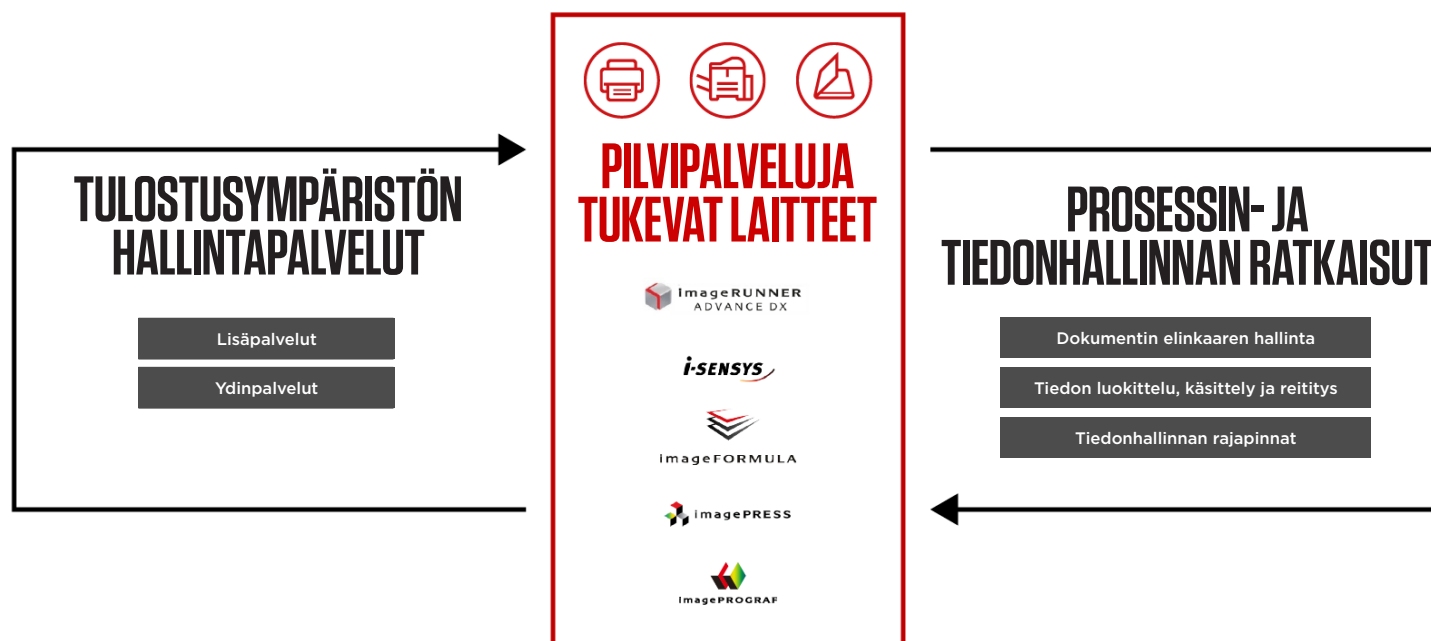 TULOSTUSYMPÄRISTÖN
HALLINTAPALVELUT
Lisäpalvelut
Ydinpalvelut
PILVIPALVELUJA
TUKEVAT LAITTEET
imageRUNNER
ADVANCE DX
i-SENSYS
imageFORMULA
imagePRESS
imagePROGRAF
PROSESSIN- JA
TIEDONHALLINNAN RATKAISUT
Dokumentin elinkaaren hallinta
Tiedon luokittelu, käsittely ja reititys
Tiedonhallinnan rajapinnat